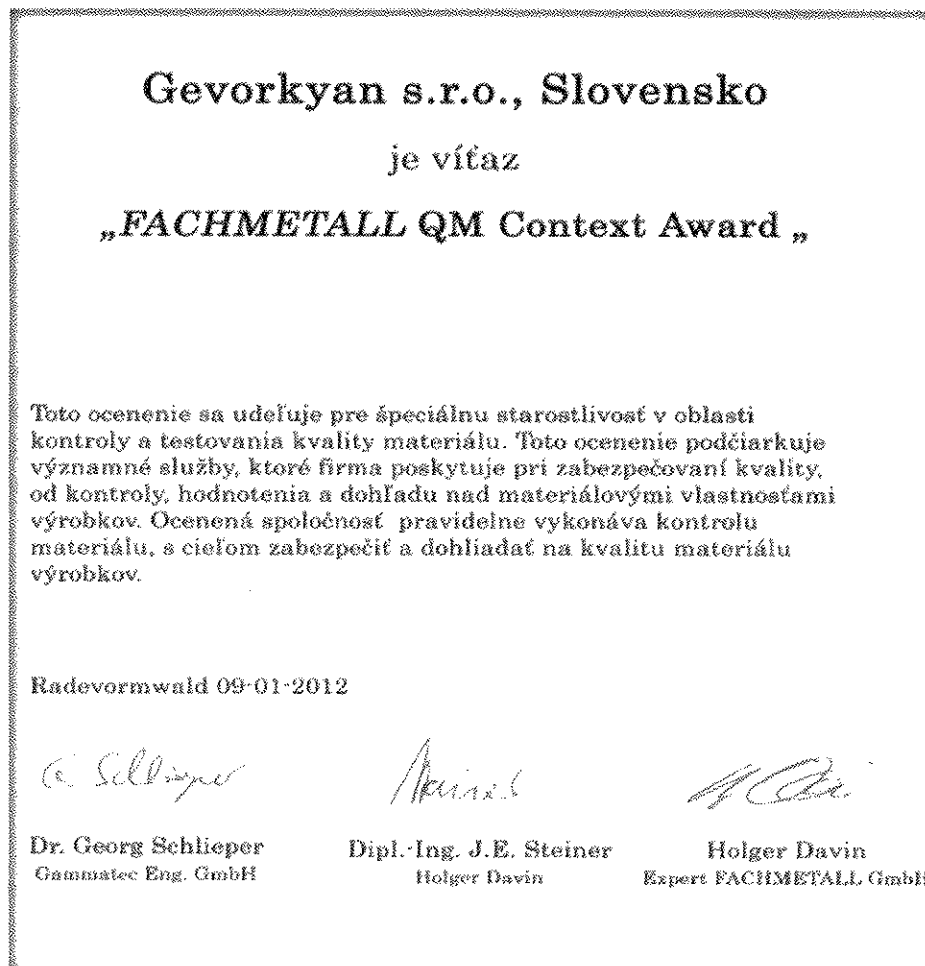 Gevorkyan s.r.o., Slovensko
je víťaz
„FACHMETALL QM Context Award „
Toto ocenenie sa udeľuje pre špeciálnu starostlivosť v oblasti
kontroly a testovania kvality materiálu. Toto ocenenie podčiarkuje
významné služby, ktoré firma poskytuje pri zabezpečovaní kvality,
od kontroly, hodnotenia a dohľadu nad materiálovými vlastnosťami
výrobkov. Ocenená spoločnosť pravidelne vykonáva kontrolu
materiálu, s cieľom zabezpečiť a dohliadať na kvalitu materiálu
výrobkov.
Radevormwald 09-01-2012
G. Schlieper
Dr. Georg Schlieper Dipl.-Ing. J.E. Steiner Holger Davin
Gammatec Eng. GmbH Holger Davin Expert FACHMETALL GmbH